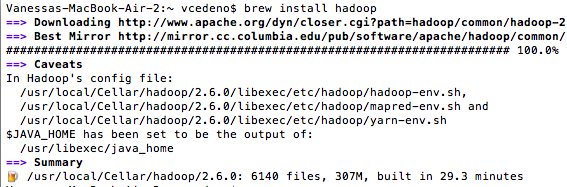 Vanessas-MacBook-Air-2:~ vcedeno$ brew install hadoop
==> Downloading http://www.apache.org/dyn/closer.cgi?path=hadoop/common/hadoop-2
==> Best Mirror http://mirror.cc.columbia.edu/pub/software/apache/hadoop/common/
######################################################################## 100.0%
==> Caveats
In Hadoop's config file:
  /usr/local/Cellar/hadoop/2.6.0/libexec/etc/hadoop/hadoop-env.sh,
  /usr/local/Cellar/hadoop/2.6.0/libexec/etc/hadoop/mapred-env.sh and
  /usr/local/Cellar/hadoop/2.6.0/libexec/etc/hadoop/yarn-env.sh
$JAVA_HOME has been set to be the output of:
  /usr/libexec/java_home
==> Summary
🍺  /usr/local/Cellar/hadoop/2.6.0: 6140 files, 307M, built in 29.3 minutes